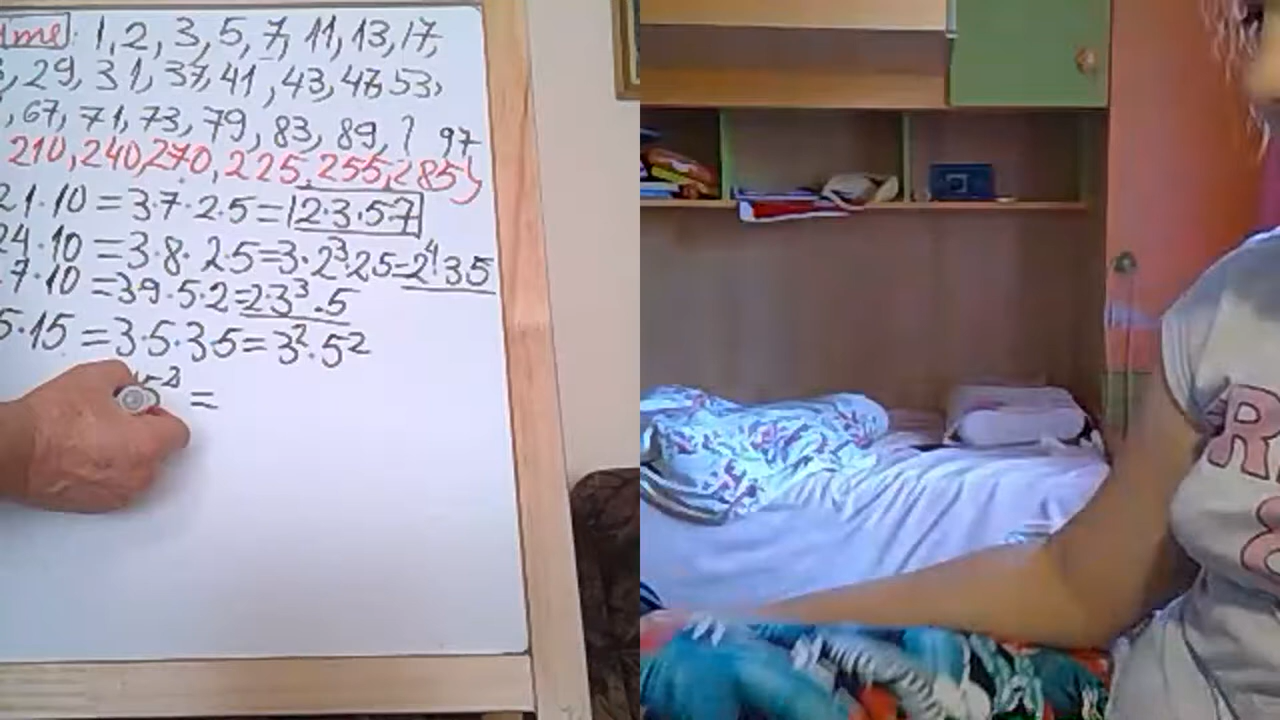 1, 2, 3, 5, 7, 11, 13, 17,
, 29, 31, 37, 41, 43, 47, 53,
, 67, 71, 73, 79, 83, 89, ? 97
210, 240, 270, 225, 255, 285)
21·10 = 3·7·2·5 = 12·3·5·7
24·10 = 3·8·2·5 = 3·2³·2·5 = 2⁴·3·5
7·10 = 3·9·5·2 = 2·3³·5
5·15 = 3·5·3·5 = 3²·5²
=
R